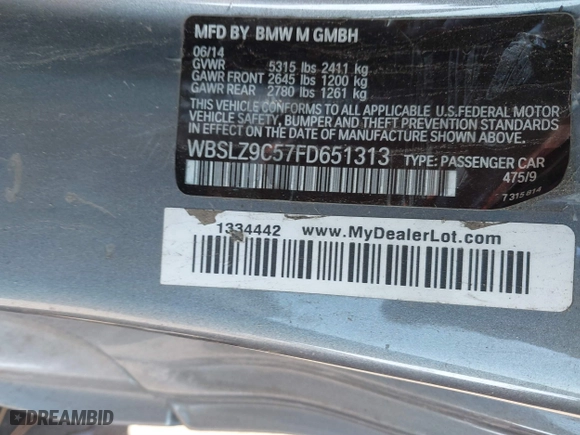 MFD BY BMW M GMBH
06/14
GVWR 5315 lbs 2411 kg
GAWR FRONT 2645 lbs 1200 kg
GAWR REAR 2780 lbs 1261 kg
THIS VEHICLE CONFORMS TO ALL APPLICABLE U.S.FEDERAL MOTOR
VEHICLE SAFETY, BUMPER AND THEFT PREVENTION STANDARDS
IN EFFECT ON THE DATE OF MANUFACTURE SHOWN ABOVE.
WBSLZ9C57FD651313 TYPE: PASSENGER CAR
475/9
7 315 614
1334442 www.MyDealerLot.com
DREAMBID